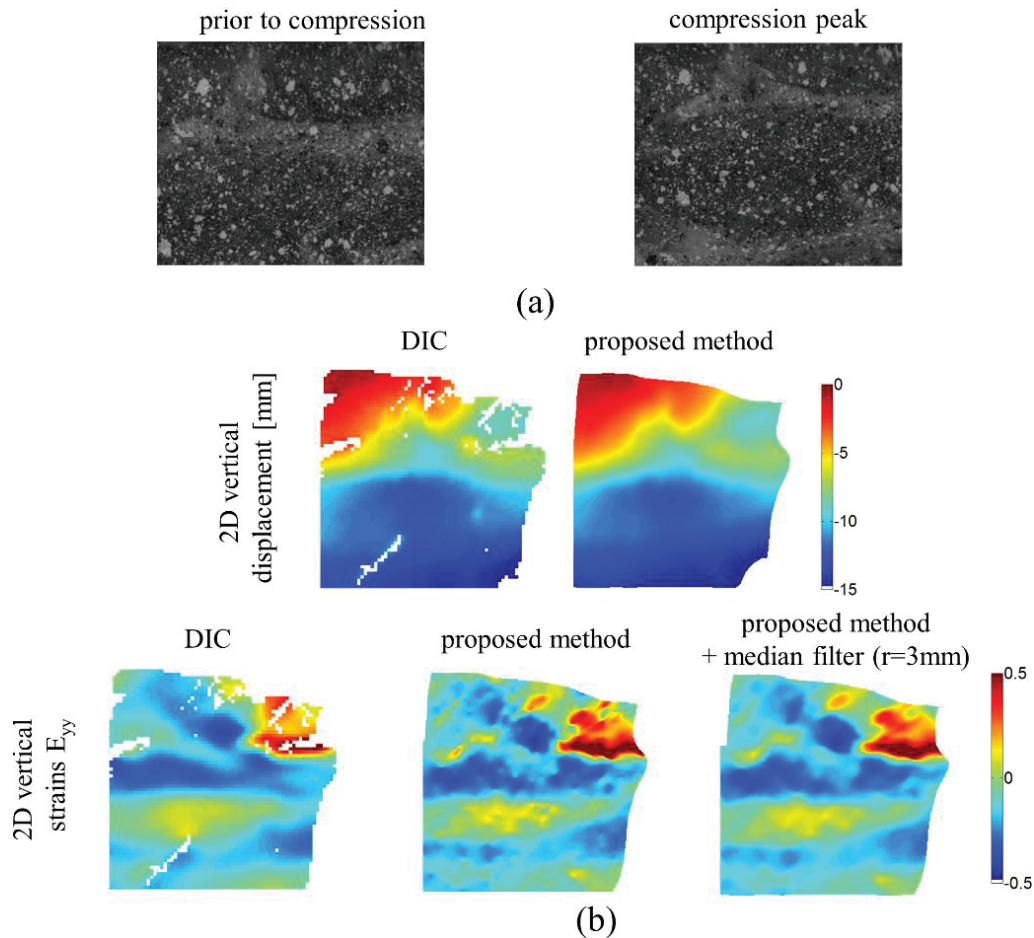 prior to compression
compression peak
(a)
DIC
proposed method
2D vertical
displacement [mm]
0
-5
-10
-15
DIC
proposed method
proposed method
+ median filter (r=3mm)
2D vertical
strains E_yy
0.5
0
-0.5
(b)